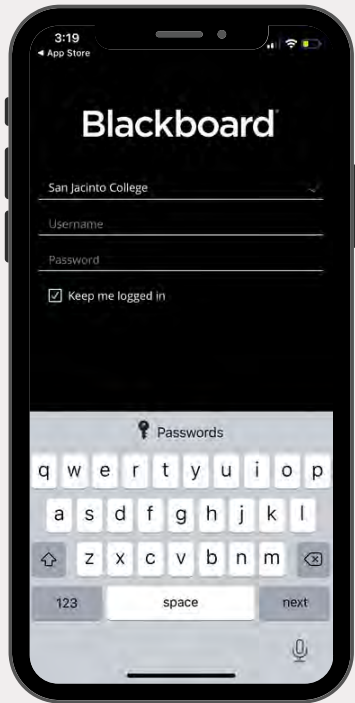 3:19
◀ App Store
Blackboard
San Jacinto College
Username
Password
Keep me logged in
Passwords
q w e r t y u i o p
a s d f g h j k l
z x c v b n m
123 space next